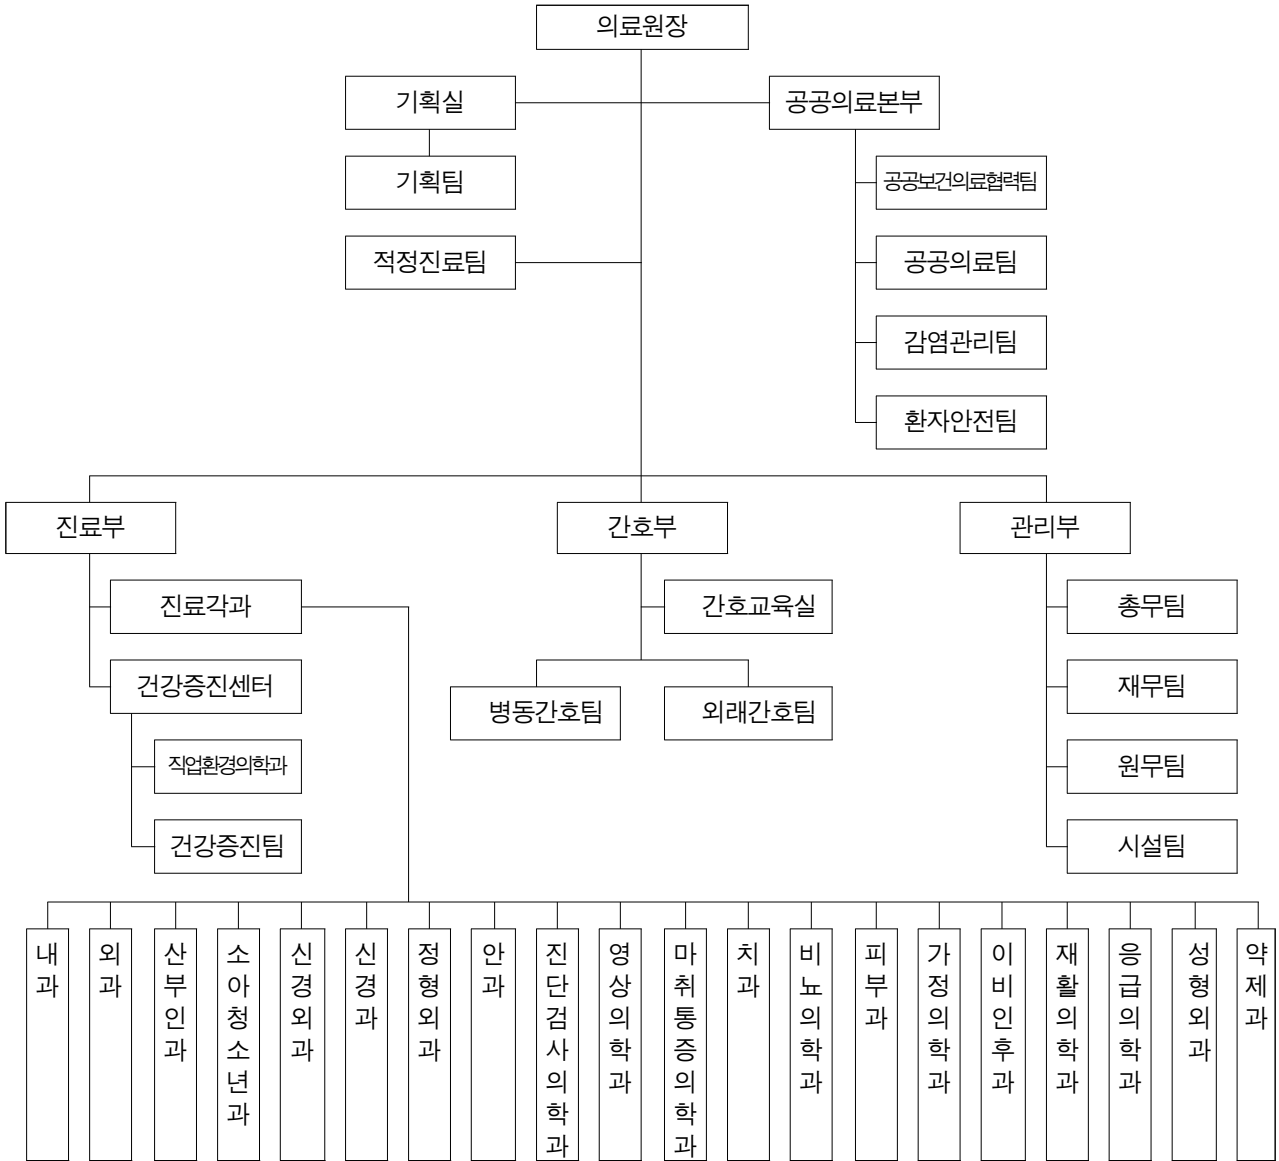 의료원장
기획실
공공의료본부
기획팀
공공보건의료협력팀
적정진료팀
공공의료팀
감염관리팀
환자안전팀
진료부
간호부
관리부
진료각과
간호교육실
총무팀
건강증진센터
병동간호팀
외래간호팀
재무팀
직업환경의학과
원무팀
건강증진팀
시설팀
내과
외과
산부인과
소아청소년과
신경외과
신경과
정형외과
안과
진단검사의학과
영상의학과
마취통증의학과
치과
비뇨의학과
피부과
가정의학과
이비인후과
재활의학과
응급의학과
성형외과
약제과